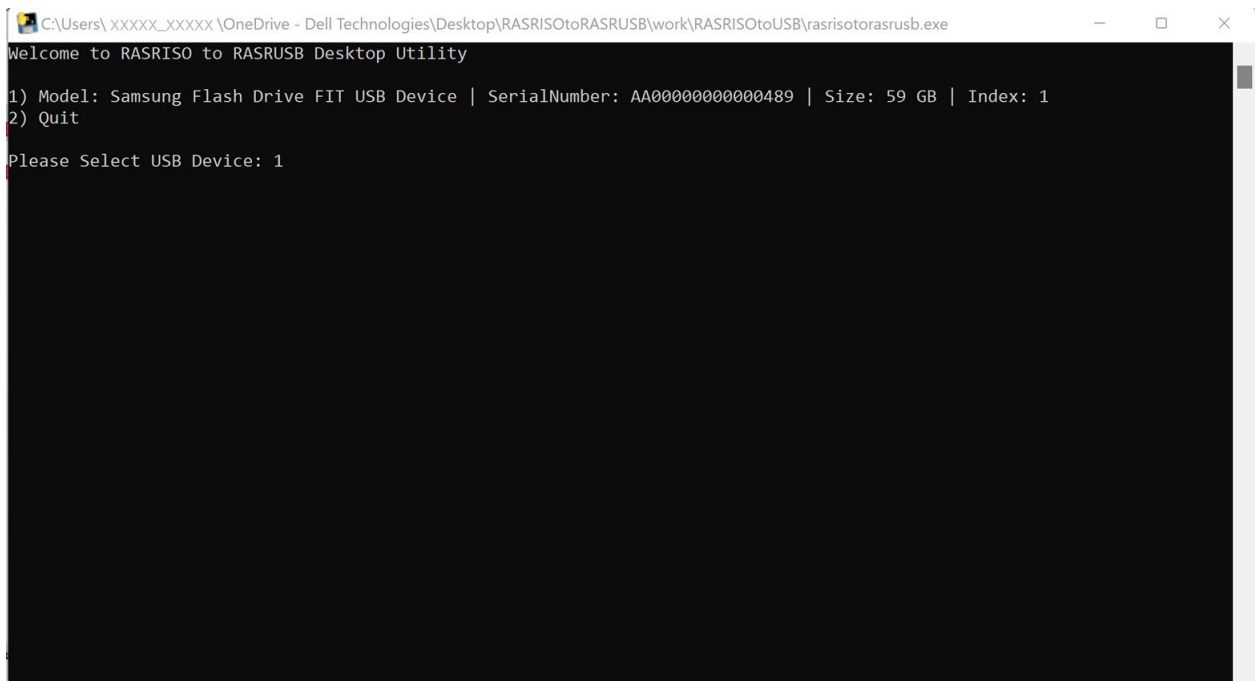 C:\Users\ XXXXX_XXXXX \OneDrive - Dell Technologies\Desktop\RASRISOtoRASRUSB\work\RASRISOtoUSB\rasrisotorasrusb.exe
Welcome to RASRISO to RASRUSB Desktop Utility
1) Model: Samsung Flash Drive FIT USB Device | SerialNumber: AA00000000000489 | Size: 59 GB | Index: 1
2) Quit
Please Select USB Device: 1